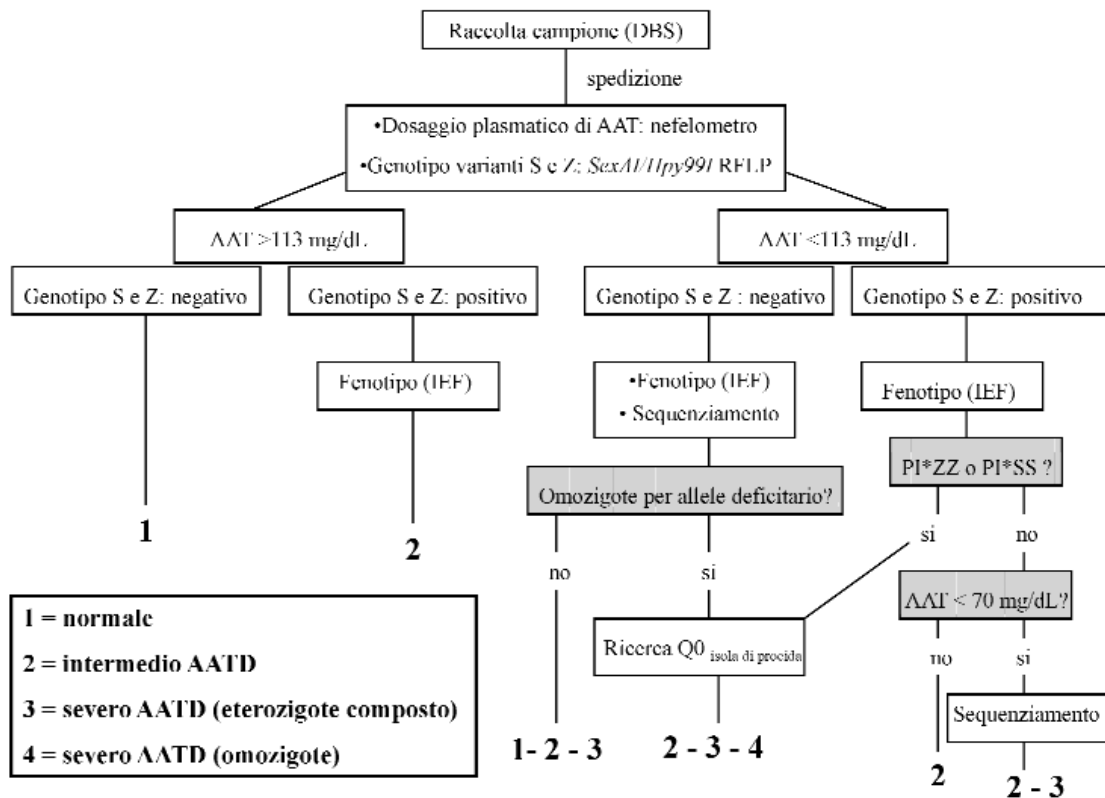 Raccolta campione (DBS)
spedizione
•Dosaggio plasmatico di AAT: nefelometro
•Genotipo varianti S e Z: SexAI/Hpy99I RFLP
AAT >113 mg/dL
AAT <113 mg/dL
Genotipo S e Z: negativo
Genotipo S e Z: positivo
Genotipo S e Z : negativo
Genotipo S e Z: positivo
Fenotipo (IEF)
•Fenotipo (IEF)
• Sequenziamento
Fenotipo (IEF)
PI*ZZ o PI*SS ?
Omozigote per allele deficitario?
1
2
si
no
no
si
AAT < 70 mg/dL?
1 = normale
2 = intermedio AATD
3 = severo AATD (eterozigote composto)
4 = severo AATD (omozigote)
Ricerca Q0 isola di procida
no
si
Sequenziamento
1- 2 - 3
2 - 3 - 4
2
2 - 3